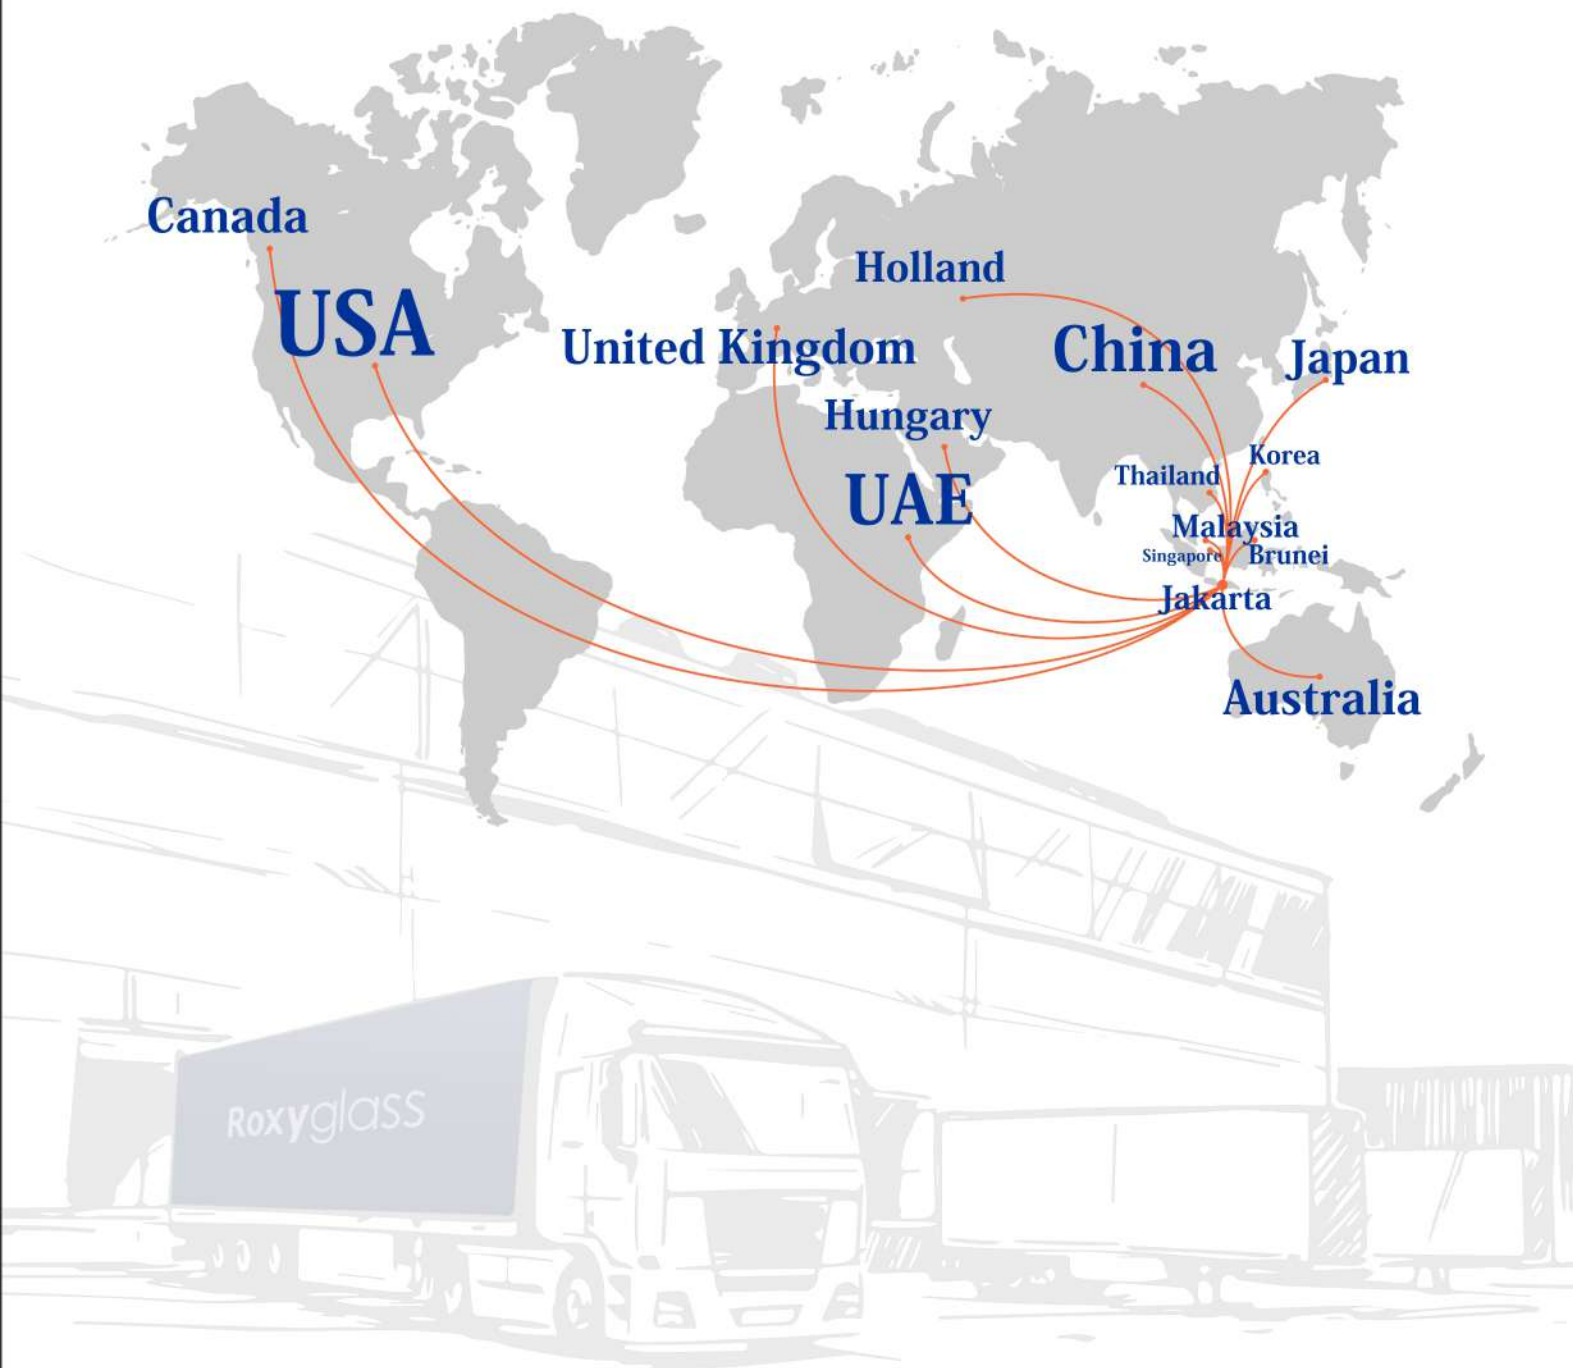 Canada
Holland
USA
United Kingdom
China
Japan
Hungary
Korea
Thailand
UAE
Malaysia
Singapore
Brunei
Jakarta
Australia
Roxyglass